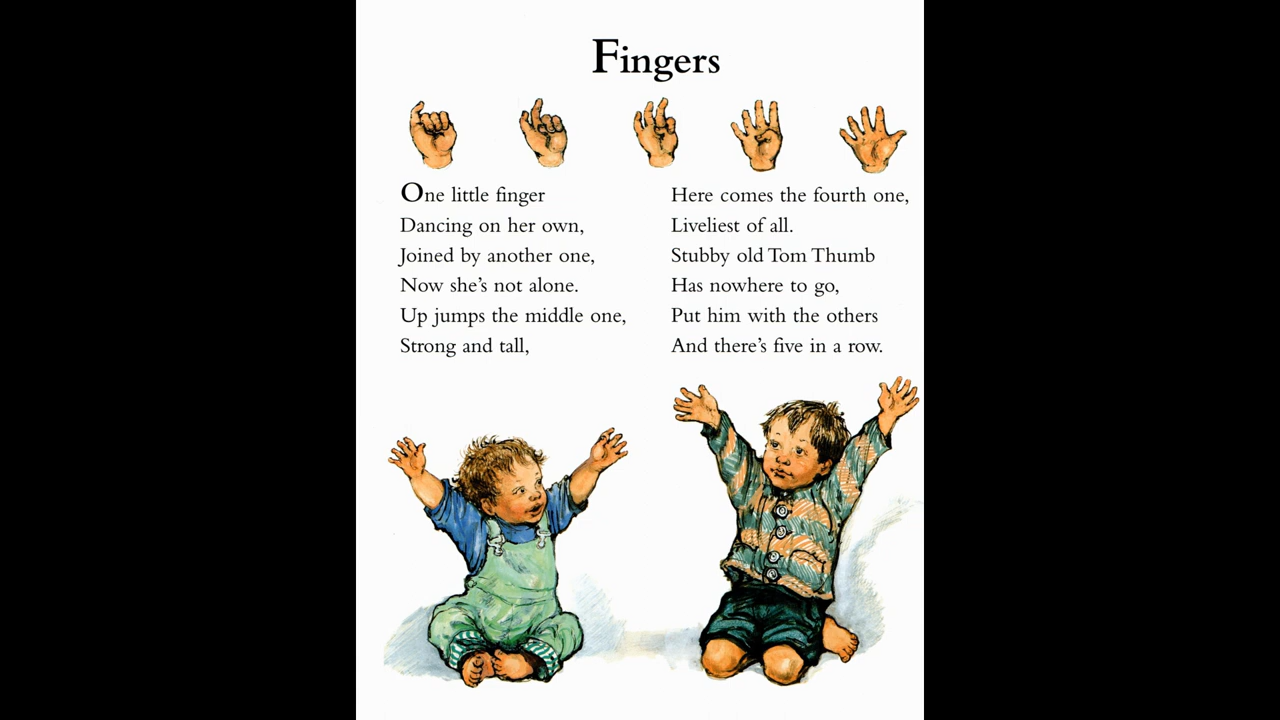 Fingers
One little finger
Dancing on her own,
Joined by another one,
Now she's not alone.
Up jumps the middle one,
Strong and tall,
Here comes the fourth one,
Liveliest of all.
Stubby old Tom Thumb
Has nowhere to go,
Put him with the others
And there's five in a row.